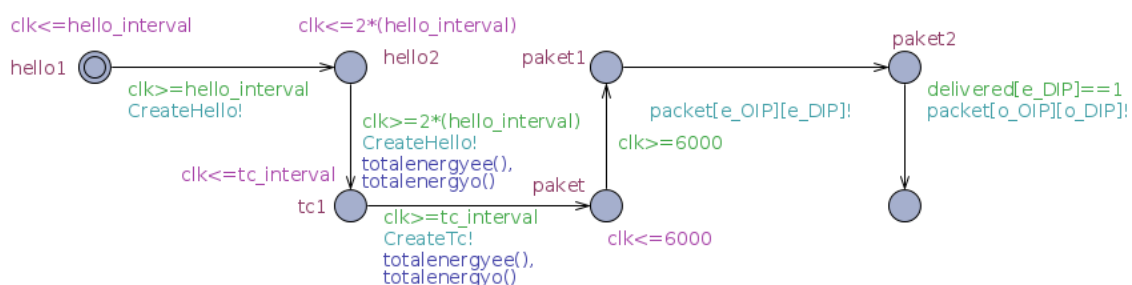 clk<=hello_interval
hello1
clk>=hello_interval
CreateHello!
clk<=2*(hello_interval)
hello2
clk>=2*(hello_interval)
CreateHello!
totalenergyee(),
totalenergyo()
clk<=tc_interval
tc1
clk>=tc_interval
CreateTc!
totalenergyee(),
totalenergyo()
paket
clk<=6000
clk>=6000
paket1
packet[e_OIP][e_DIP]!
paket2
delivered[e_DIP]==1
packet[o_OIP][o_DIP]!